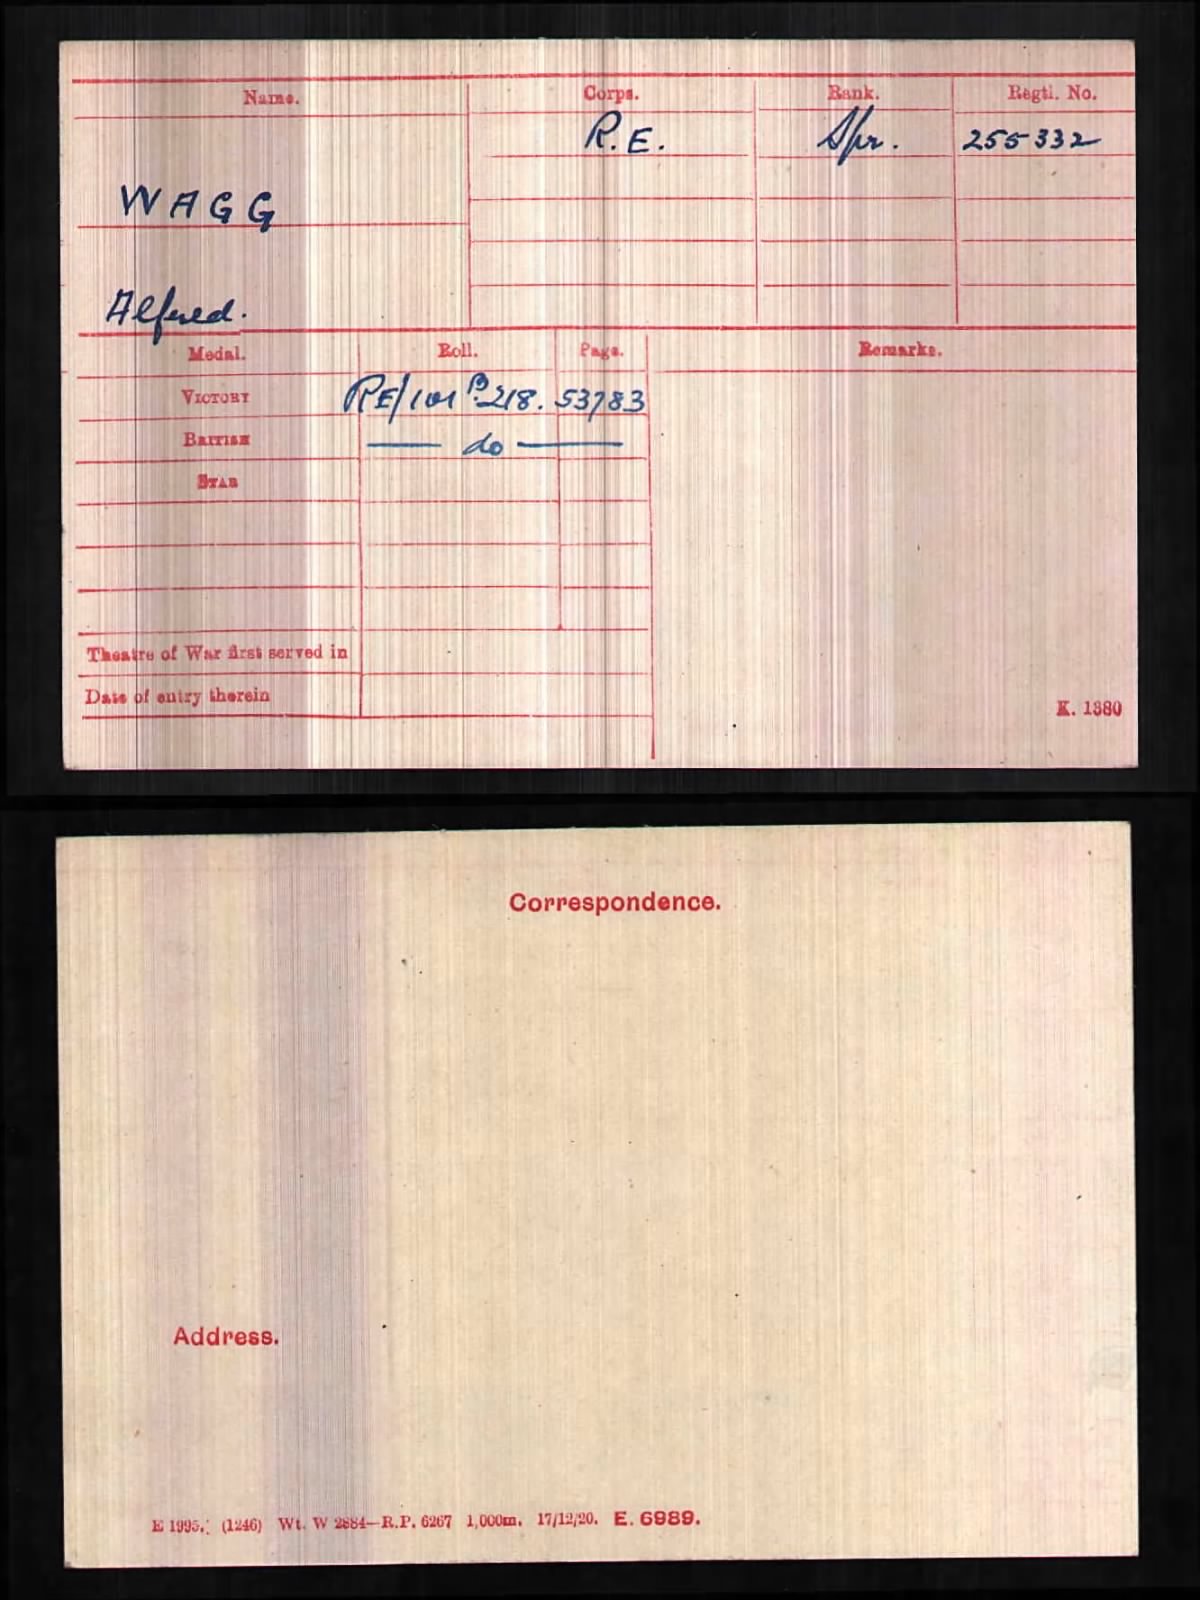 Name. Corps. Rank. Regtl. No.
R.E. Spr. 255332
WAGG
Alfred.
Medal. Roll. Page. Remarks.
VICTORY RE/101 B 218. 53783
BRITISH — do —
STAR
Theatre of War first served in
Date of entry therein
K. 1380
Correspondence.
Address.
E 1995. (1246) Wt. W 2884—R.P. 6267 1,000m. 17/12/20. E. 6989.